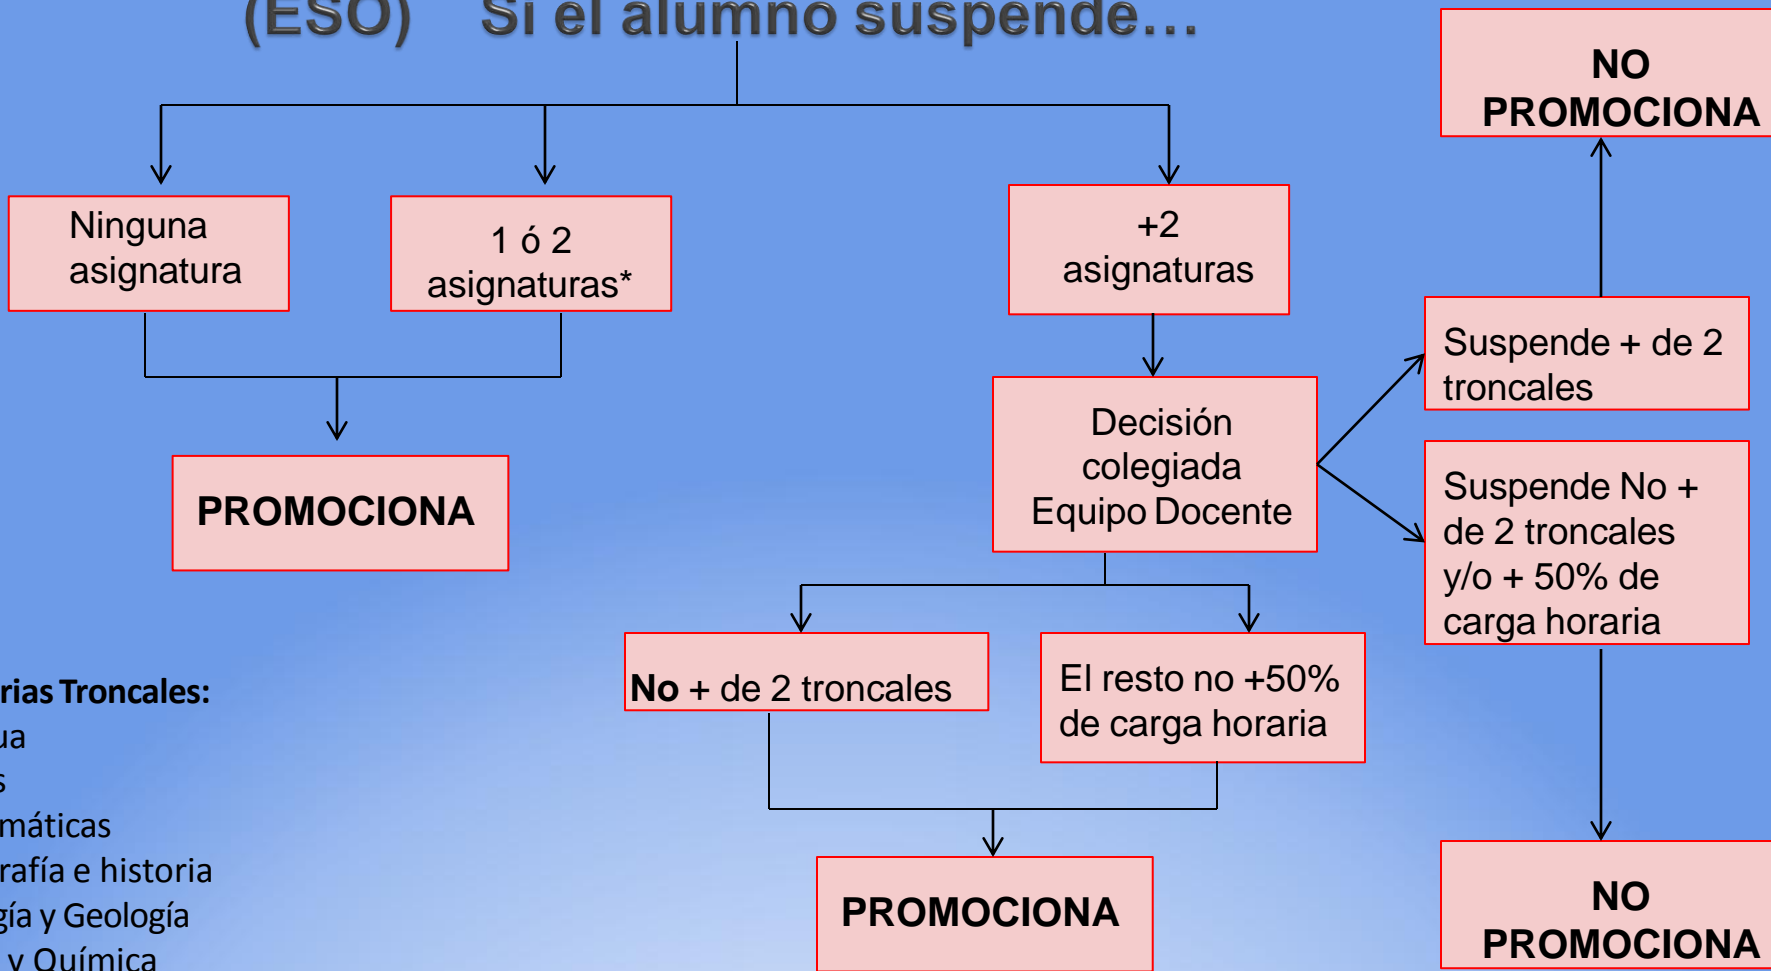 (ESO) Si el alumno suspende…
NO
PROMOCIONA
Ninguna
asignatura
1 ó 2
asignaturas*
+2
asignaturas
Suspende + de 2
troncales
Decisión
colegiada
Equipo Docente
PROMOCIONA
Suspende No +
de 2 troncales
y/o + 50% de
carga horaria
No + de 2 troncales
El resto no +50%
de carga horaria
PROMOCIONA
NO
PROMOCIONA
rias Troncales:
ua
s
máticas
rafía e historia
gía y Geología
y Química